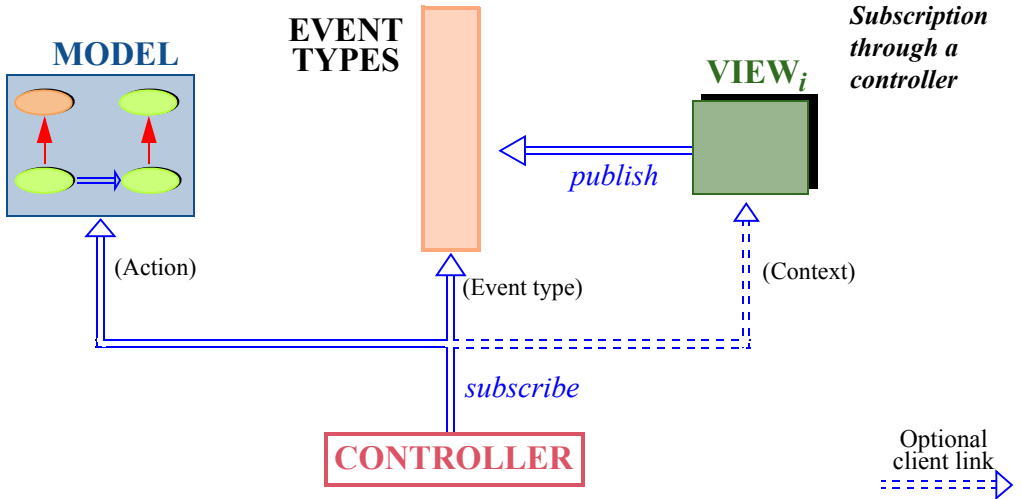 MODEL
EVENT
TYPES
Subscription
through a
controller
VIEWi
publish
(Action)
(Event type)
(Context)
subscribe
CONTROLLER
Optional
client link